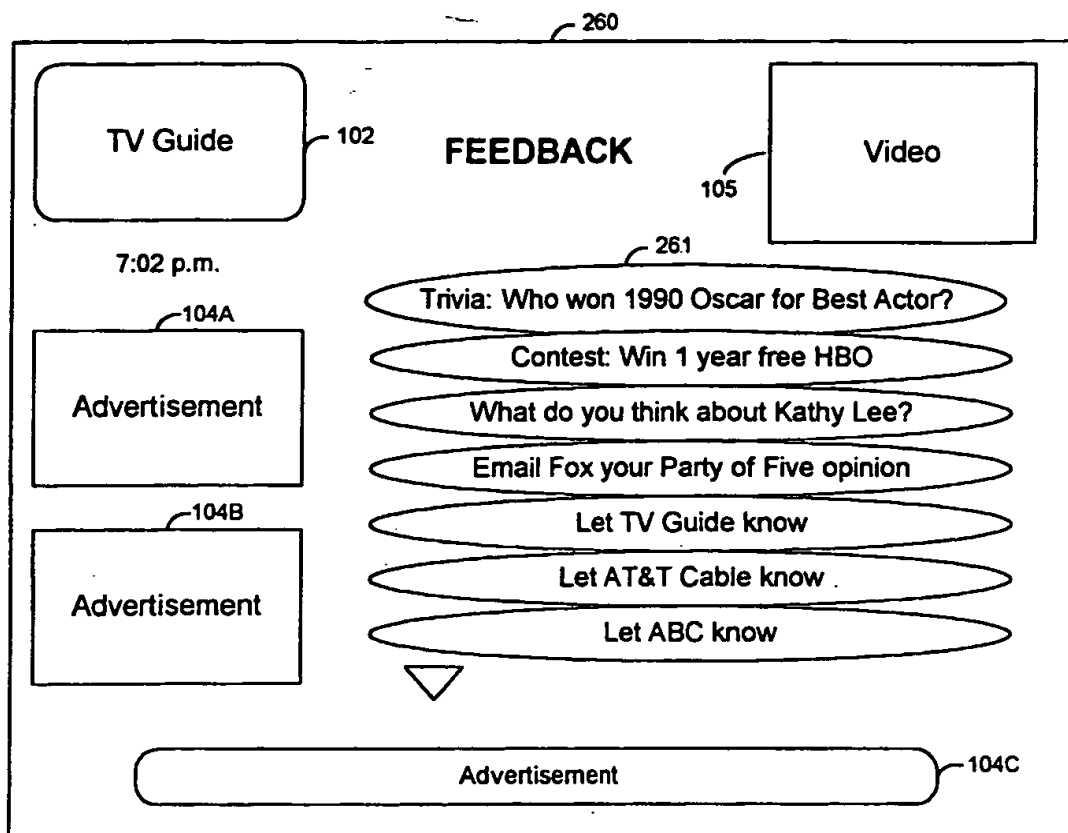 260
TV Guide
102
FEEDBACK
105
Video
7:02 p.m.
261
Trivia: Who won 1990 Oscar for Best Actor?
Contest: Win 1 year free HBO
What do you think about Kathy Lee?
Email Fox your Party of Five opinion
Let TV Guide know
Let AT&T Cable know
Let ABC know
104A
Advertisement
104B
Advertisement
Advertisement
104C